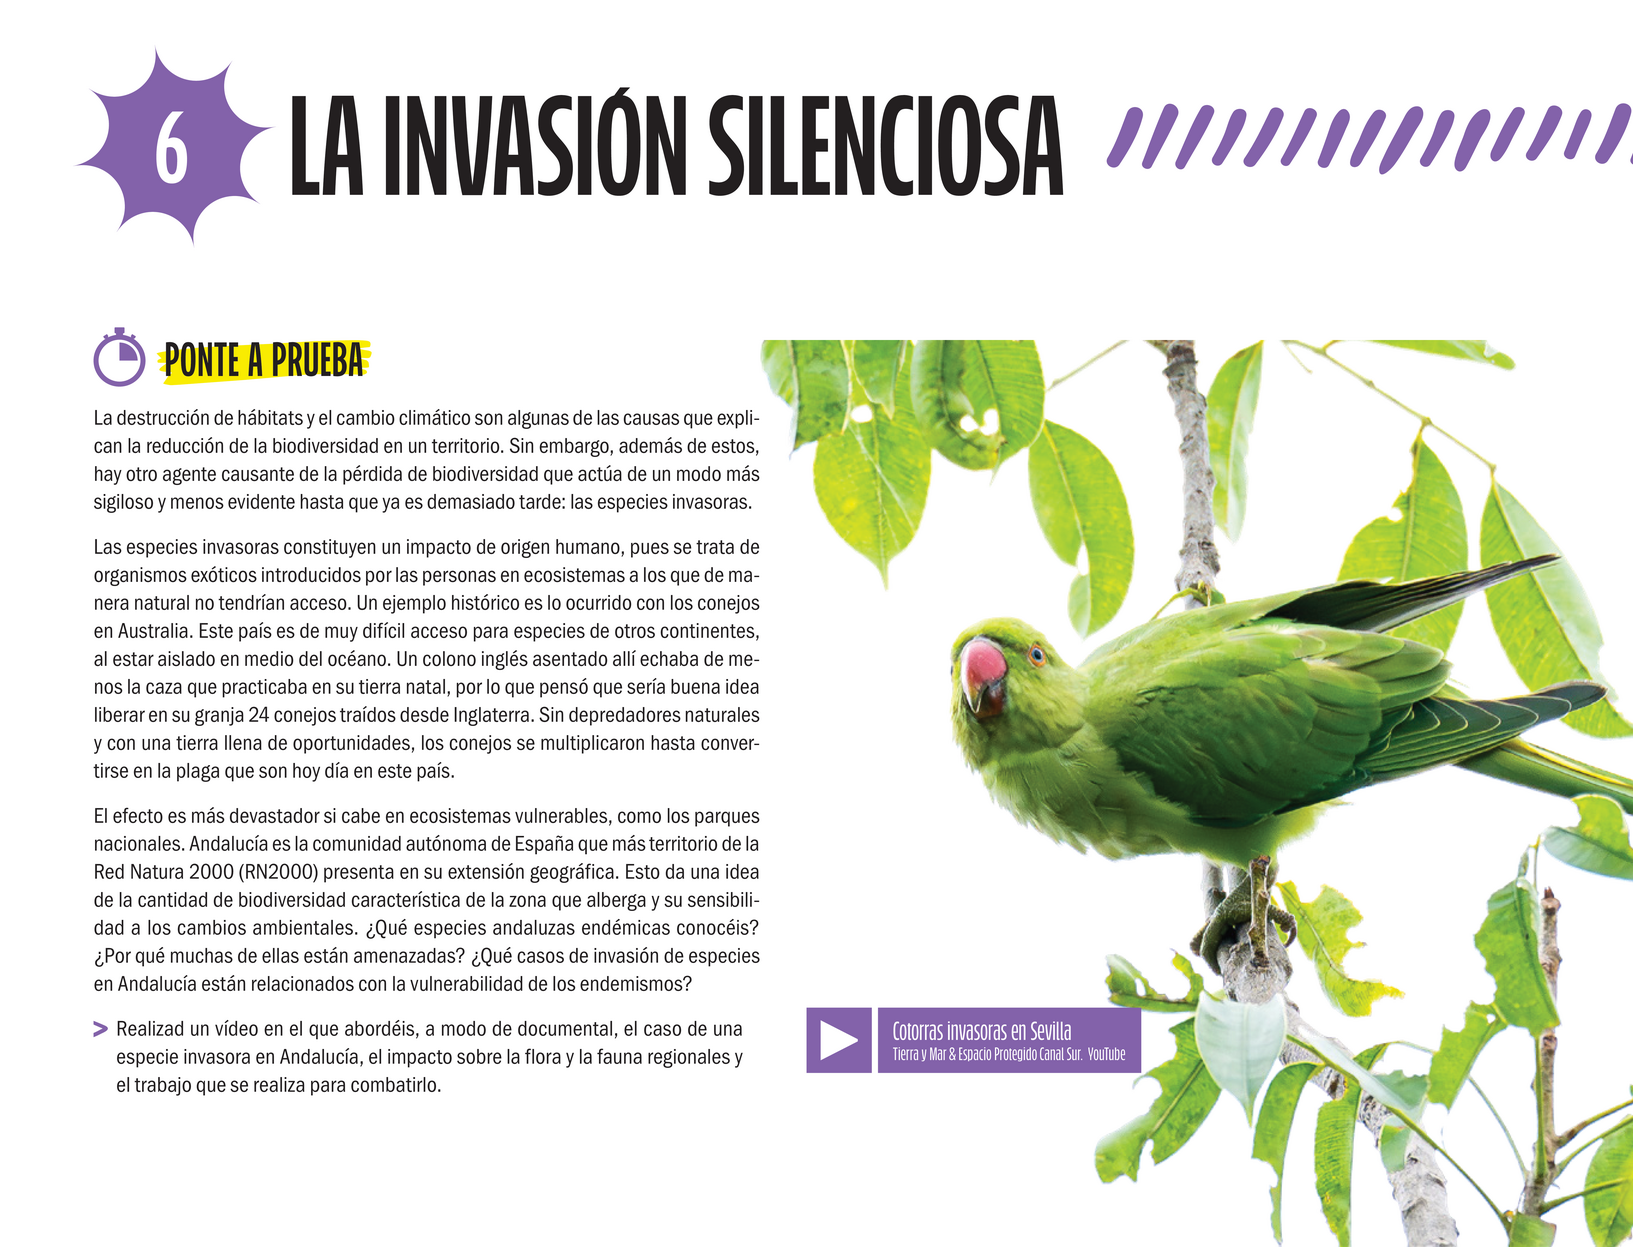 6
LA INVASIÓN SILENCIOSA
PONTE A PRUEBA
La destrucción de hábitats y el cambio climático son algunas de las causas que expli-
can la reducción de la biodiversidad en un territorio. Sin embargo, además de estos,
hay otro agente causante de la pérdida de biodiversidad que actúa de un modo más
sigiloso y menos evidente hasta que ya es demasiado tarde: las especies invasoras.
Las especies invasoras constituyen un impacto de origen humano, pues se trata de
organismos exóticos introducidos por las personas en ecosistemas a los que de ma-
nera natural no tendrían acceso. Un ejemplo histórico es lo ocurrido con los conejos
en Australia. Este país es de muy difícil acceso para especies de otros continentes,
al estar aislado en medio del océano. Un colono inglés asentado allí echaba de me-
nos la caza que practicaba en su tierra natal, por lo que pensó que sería buena idea
liberar en su granja 24 conejos traídos desde Inglaterra. Sin depredadores naturales
y con una tierra llena de oportunidades, los conejos se multiplicaron hasta conver-
tirse en la plaga que son hoy día en este país.
El efecto es más devastador si cabe en ecosistemas vulnerables, como los parques
nacionales. Andalucía es la comunidad autónoma de España que más territorio de la
Red Natura 2000 (RN2000) presenta en su extensión geográfica. Esto da una idea
de la cantidad de biodiversidad característica de la zona que alberga y su sensibili-
dad a los cambios ambientales. ¿Qué especies andaluzas endémicas conocéis?
¿Por qué muchas de ellas están amenazadas? ¿Qué casos de invasión de especies
en Andalucía están relacionados con la vulnerabilidad de los endemismos?
> Realizad un vídeo en el que abordéis, a modo de documental, el caso de una
especie invasora en Andalucía, el impacto sobre la flora y la fauna regionales y
el trabajo que se realiza para combatirlo.
Cotorras invasoras en Sevilla
Tierra y Mar & Espacio Protegido Canal Sur. YouTube